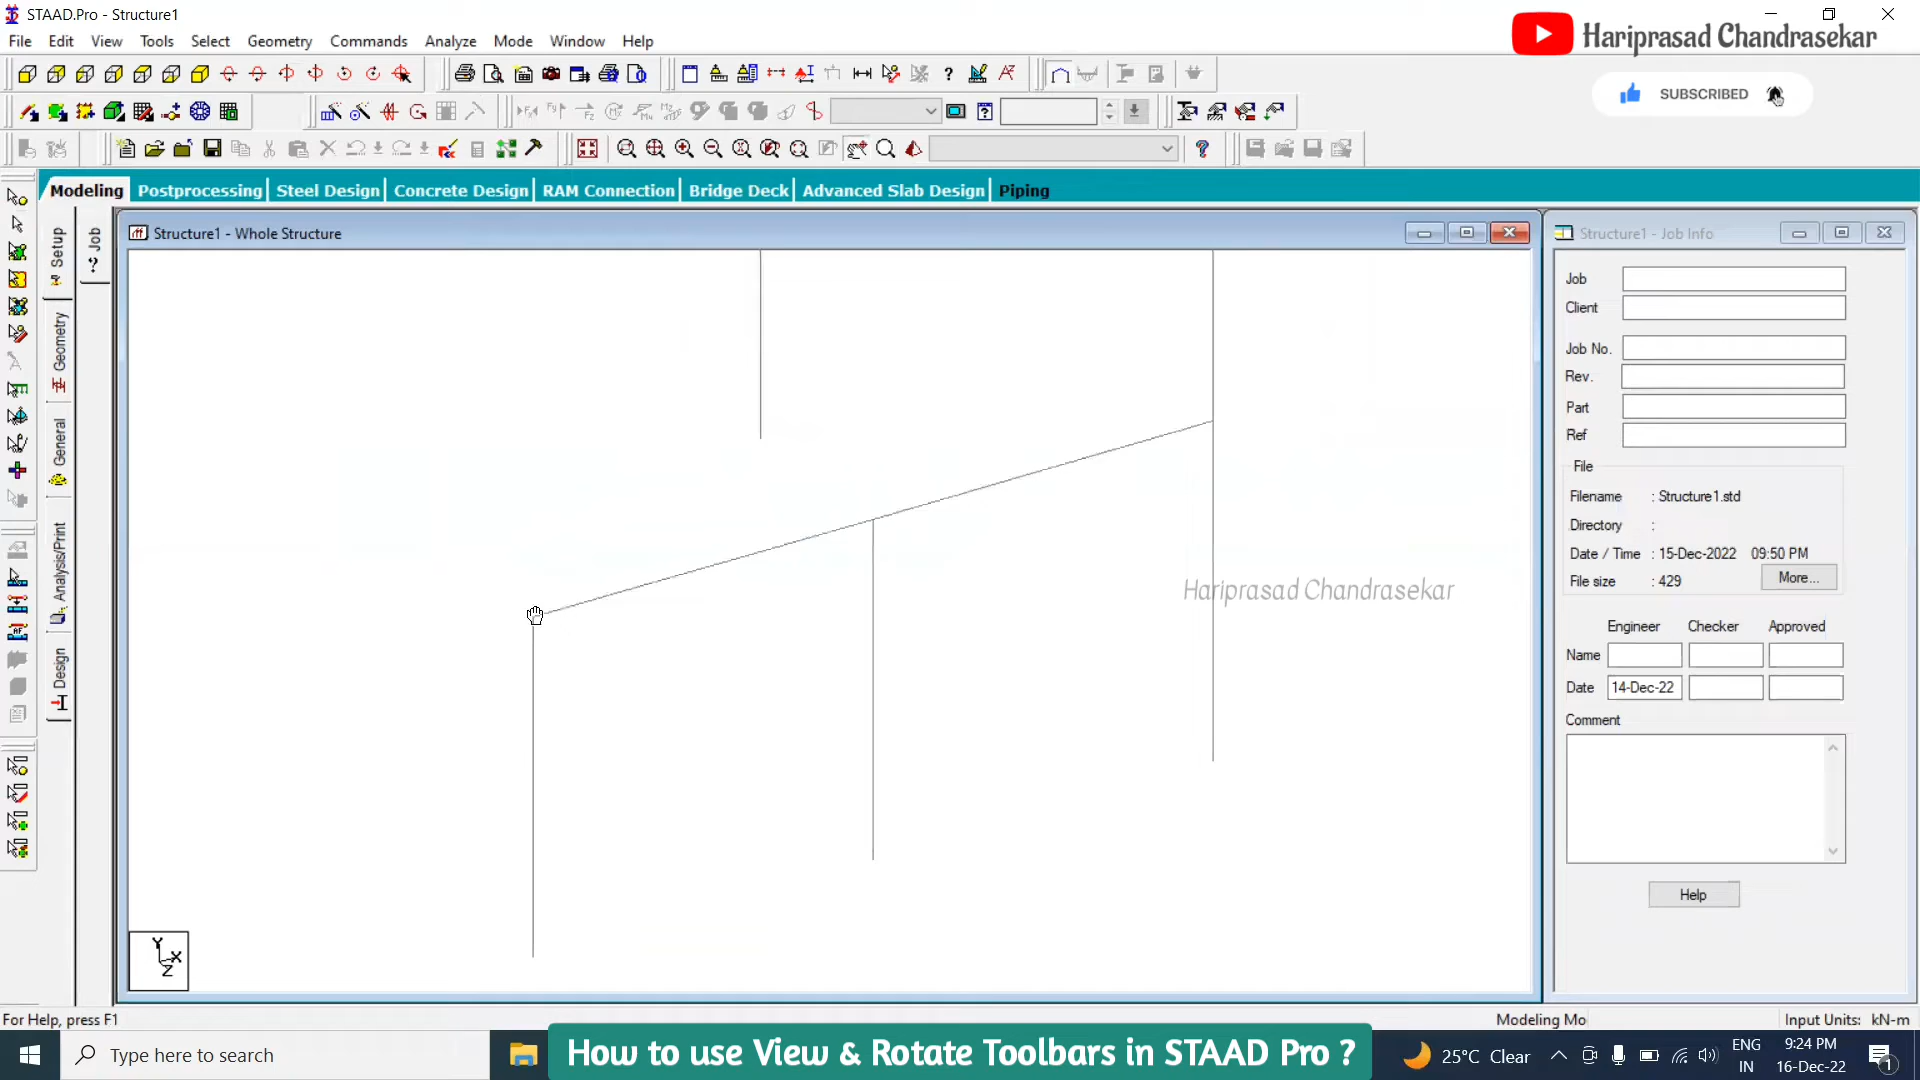 STAAD.Pro - Structure1
Hariprasad Chandrasekar
SUBSCRIBED
File Edit View Tools Select Geometry Commands Analyze Mode Window Help
Modeling Postprocessing Steel Design Concrete Design RAM Connection Bridge Deck Advanced Slab Design Piping
Setup
Geometry
General
Analysis/Print
Design
Job
Structure1 - Whole Structure
Hariprasad Chandrasekar
Y
X
Z
Structure1 - Job Info
Job
Client
Job No.
Rev.
Part
Ref
File
Filename : Structure1.std
Directory :
Date / Time : 15-Dec-2022 09:50 PM
File size : 429
More...
Engineer Checker Approved
Name
Date 14-Dec-22
Comment
Help
For Help, press F1
Modeling Mo
Input Units: kN-m
Type here to search
How to use View & Rotate Toolbars in STAAD Pro ?
25°C Clear
ENG
IN
9:24 PM
16-Dec-22
1